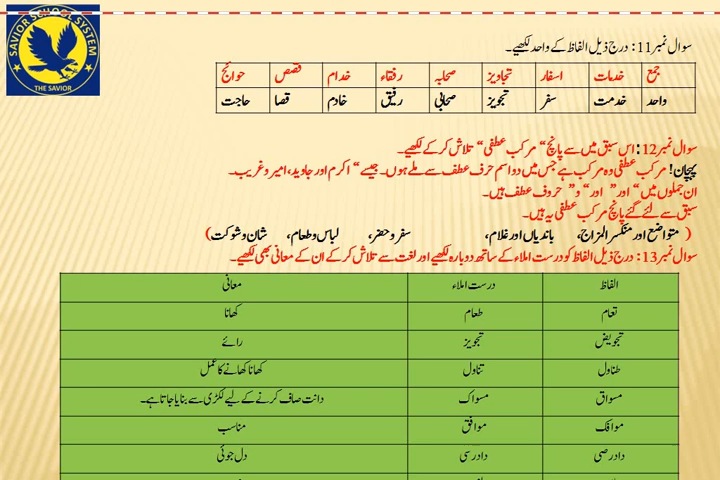 SAVIOR SCHOOL SYSTEM
THE SAVIOR
سوال نمبر11: درج ذیل الفاظ کے واحد لکھیے۔
جمع خدمات اسفار تجاویز صحابہ رفقاء خدام قصص حوائج
واحد خدمت سفر تجویز صحابی رفیق خادم قصا حاجت
سوال نمبر12: اس سبق میں سے پانچ “ مرکب عطفی “ تلاش کر کے لکھیے۔
پہچان! مرکب عطفی وہ مرکب ہے جس میں دو اسم حرف عطف سے ملے ہوں۔ جیسے “ اکرم اور جاوید، امیر و غریب۔
ان جملوں میں “ اور” اور “ و” حروف عطف ہیں۔
سبق سے لئے گئے پانچ مرکب عطفی یہ ہیں۔
( متواضع اور منکسر المزاج، باندیاں اور غلام، سفر و حضر، لباس و طعام، شان و شوکت)
سوال نمبر13: درج ذیل الفاظ کو درست املاء کے ساتھ دوبارہ لکھیے اور لغت سے تلاش کر کے ان کے معانی بھی لکھیے۔
الفاظ درست املاء معانی
تعام طعام کھانا
تجویض تجویز رائے
طناول تناول کھانا کھانے کا عمل
مسواق مسواک دانت صاف کرنے کے لیے لکڑی سے بنایا جاتا ہے۔
موافک موافق مناسب
دادرصی دادرسی دل جوئی